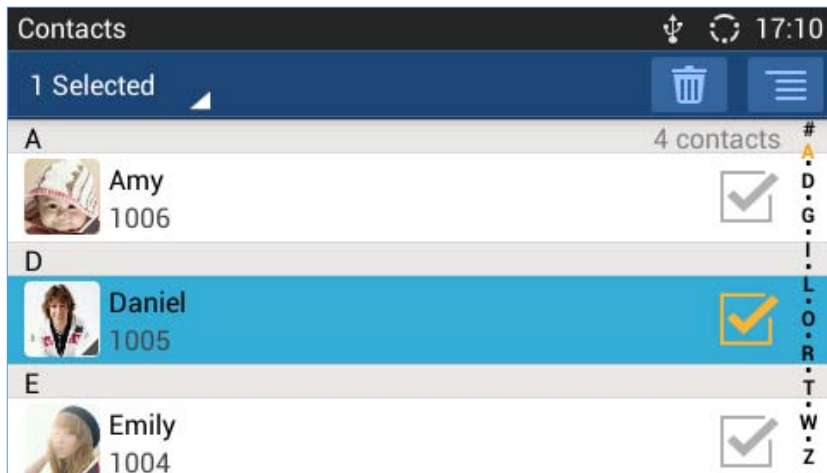 Contacts 17:10
1 Selected
A 4 contacts
Amy
1006
D
Daniel
1005
E
Emily
1004
#
A
D
G
I
L
O
R
T
W
Z